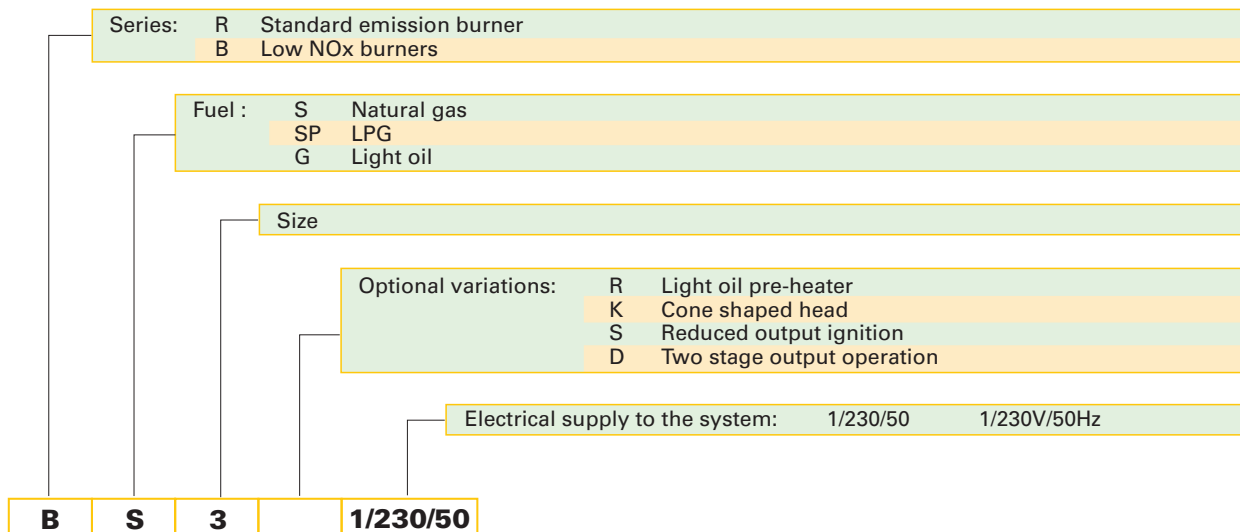 Series: R Standard emission burner
B Low NOx burners
Fuel : S Natural gas
SP LPG
G Light oil
Size
Optional variations: R Light oil pre-heater
K Cone shaped head
S Reduced output ignition
D Two stage output operation
Electrical supply to the system: 1/230/50 1/230V/50Hz
B S 3 1/230/50